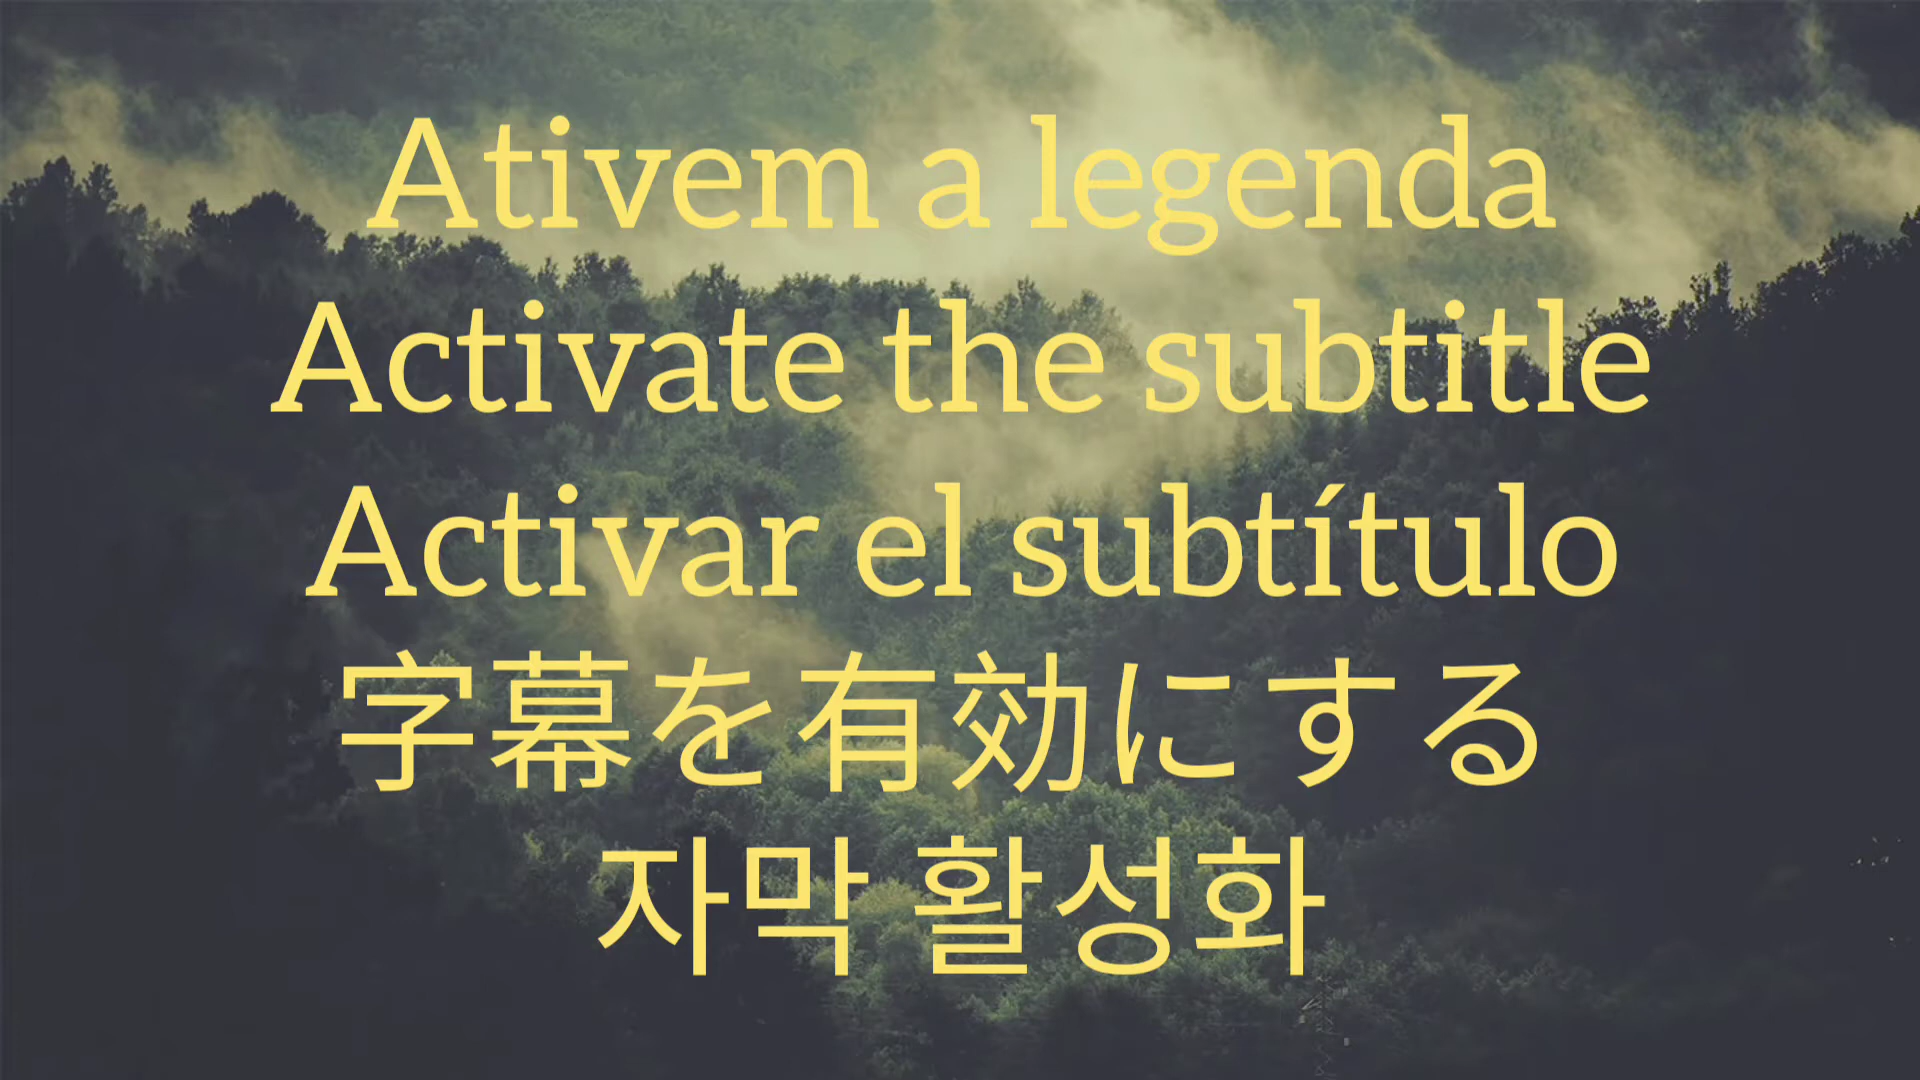 Ativem a legenda
Activate the subtitle
Activar el subtítulo
字幕を有効にする
자막 활성화